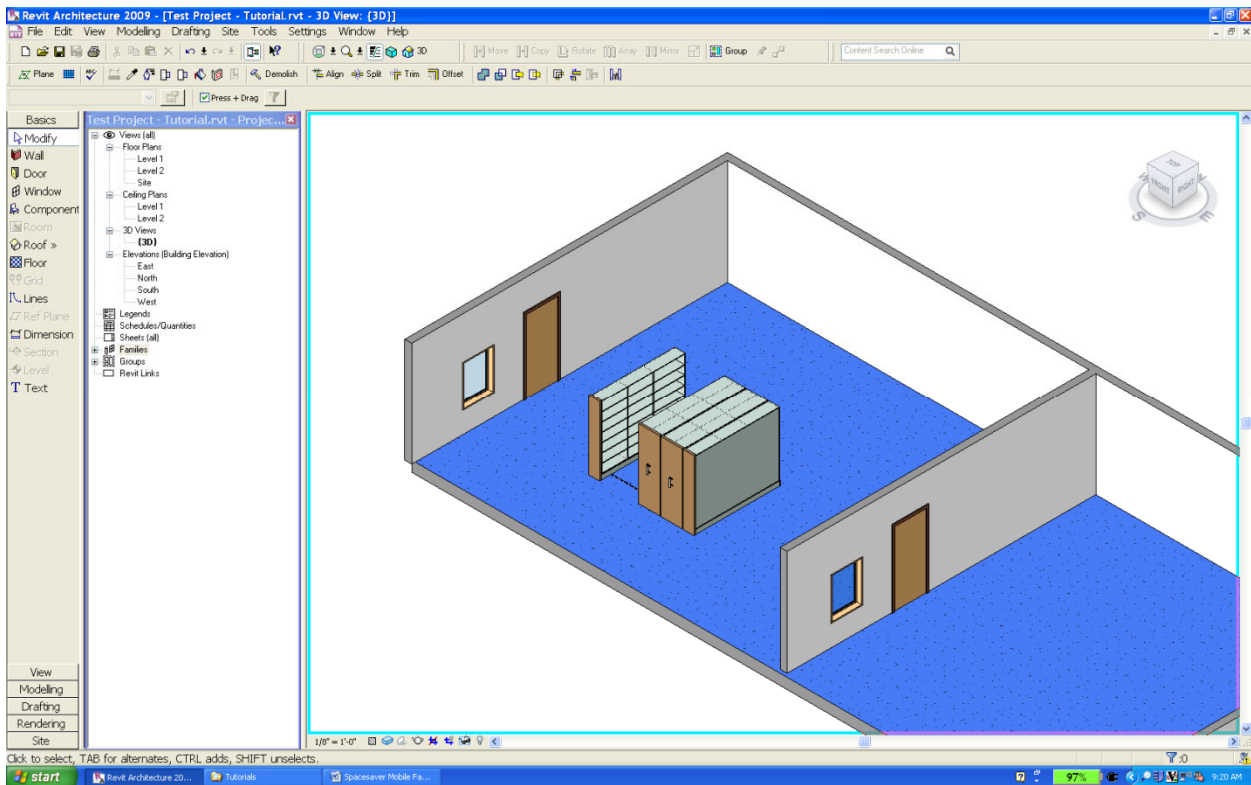 Revit Architecture 2009 - [Test Project - Tutorial.rvt - 3D View: {3D}]
File Edit View Modelling Drafting Site Tools Settings Window Help
3D Move Copy Rotate Array Mirror Group Content Search Online
Plane Demolish Align Split Trim Offset
Press + Drag
Basics
Modify
Wall
Door
Window
Component
Room
Roof »
Floor
Grid
Lines
Ref Plane
Dimension
Section
Level
Text
View
Modelling
Drafting
Rendering
Site
Test Project - Tutorial.rvt - Projec...
Views (all)
Floor Plans
Level 1
Level 2
Site
Ceiling Plans
Level 1
Level 2
3D Views
{3D}
Elevations (Building Elevation)
East
North
South
West
Legends
Schedules/Quantities
Sheets (all)
Families
Groups
Revit Links
TOP
FRONT
RIGHT
S
E
1/8" = 1'-0"
Click to select, TAB for alternates, CTRL adds, SHIFT unselects.
:0
start Revit Architecture 20... Tutorials Spacesaver Mobile Fa... 97% 9:20 AM